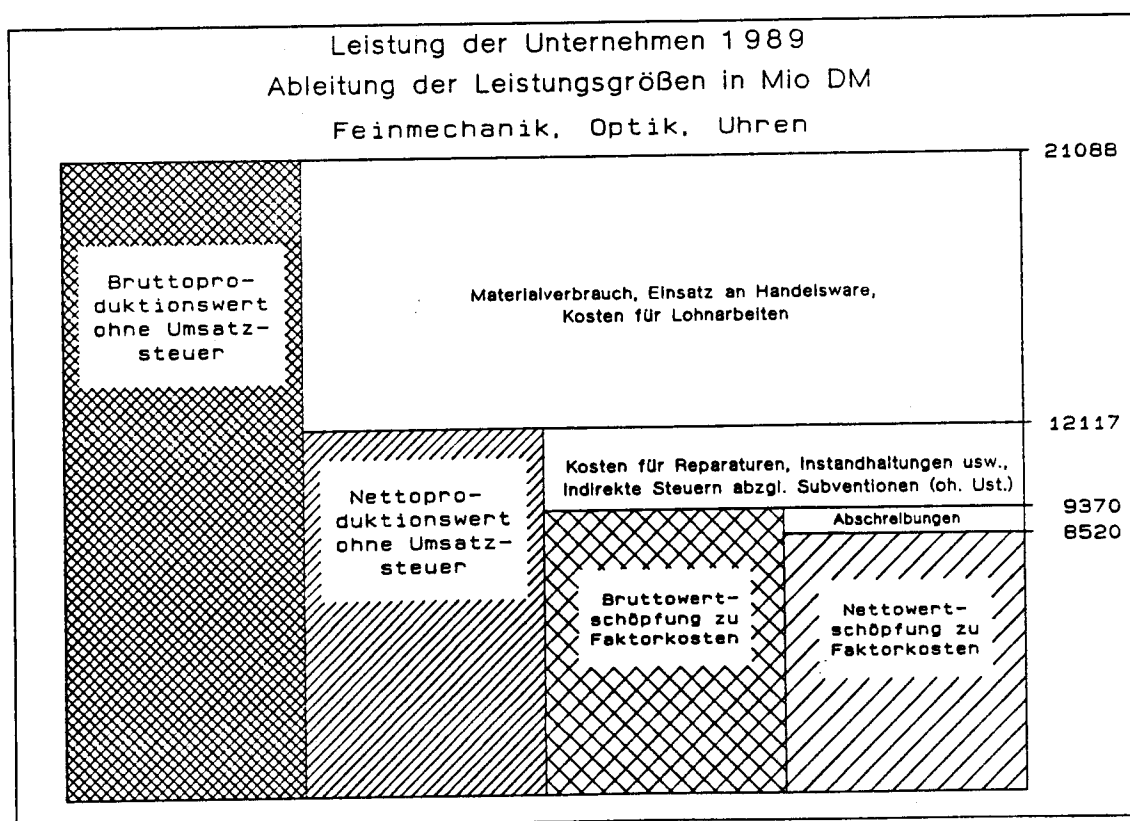 Leistung der Unternehmen 1989
Ableitung der Leistungsgrößen in Mio DM
Feinmechanik, Optik, Uhren
21088
Bruttopro-
duktionswert
ohne Umsatz-
steuer
Materialverbrauch, Einsatz an Handelsware,
Kosten für Lohnarbeiten
12117
Nettopro-
duktionswert
ohne Umsatz-
steuer
Kosten für Reparaturen, Instandhaltungen usw.,
Indirekte Steuern abzgl. Subventionen (oh. Ust.)
9370
Abschreibungen
8520
Bruttowert-
schöpfung zu
Faktorkosten
Nettowert-
schöpfung zu
Faktorkosten